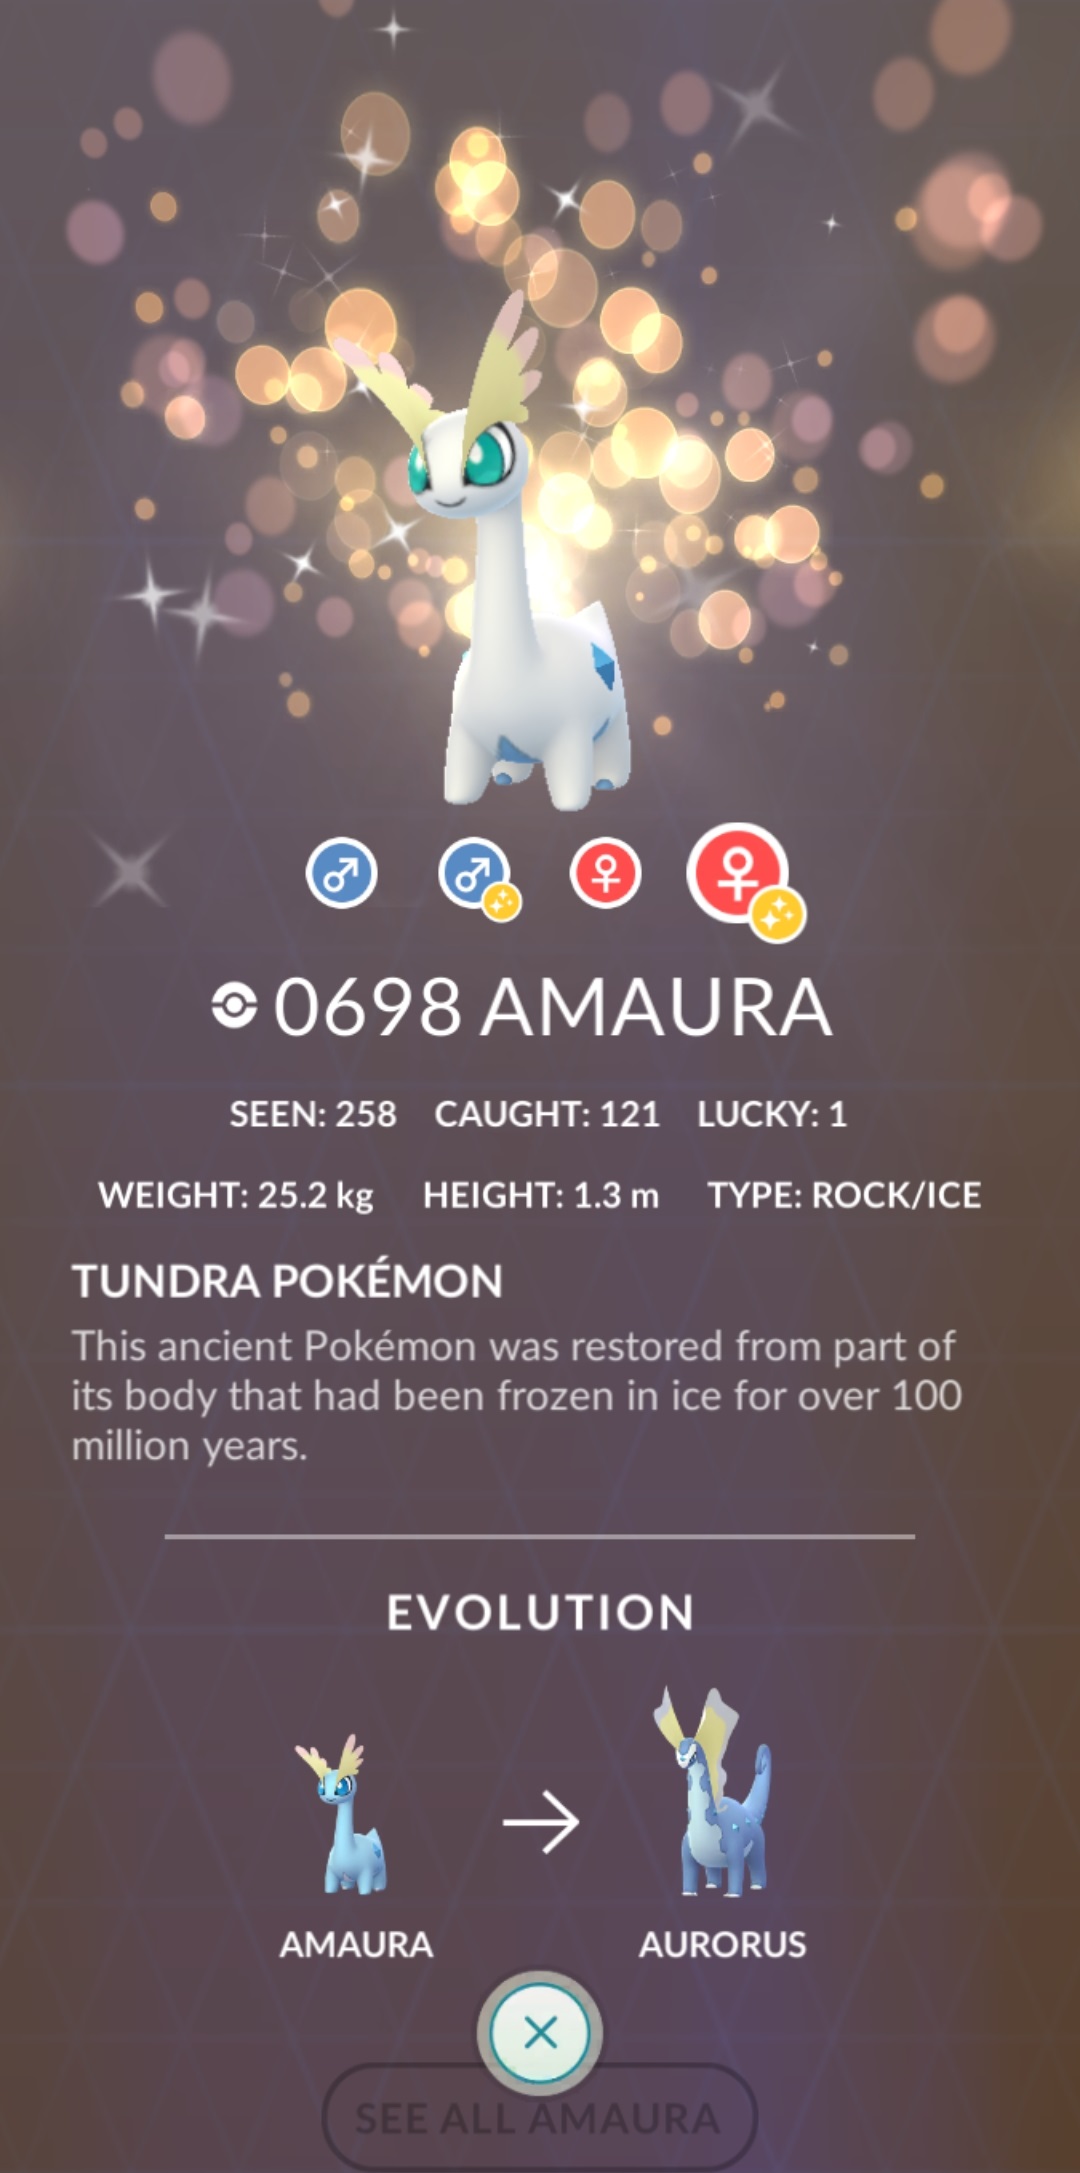 0698 AMAURA
SEEN: 258 CAUGHT: 121 LUCKY: 1
WEIGHT: 25.2 kg HEIGHT: 1.3 m TYPE: ROCK/ICE
TUNDRA POKÉMON
This ancient Pokémon was restored from part of
its body that had been frozen in ice for over 100
million years.
EVOLUTION
AMAURA AURORUS
SEE ALL AMAURA